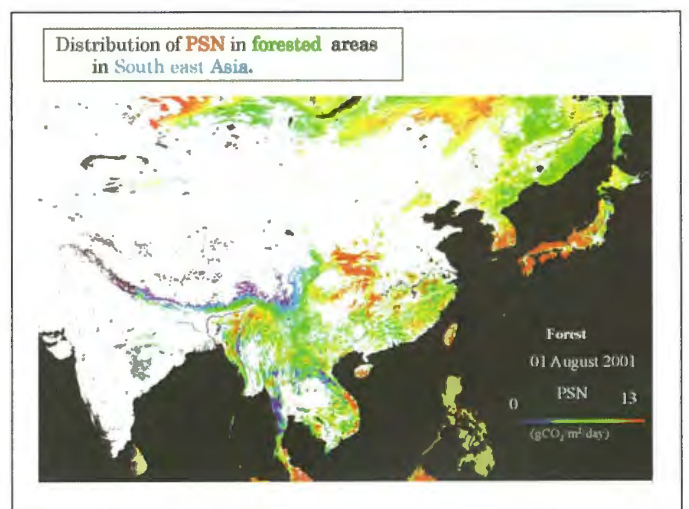 Distribution of PSN in forested areas
in South east Asia.
Forest
01 August 2001
PSN
0 13
(gCO₂/m²/day)